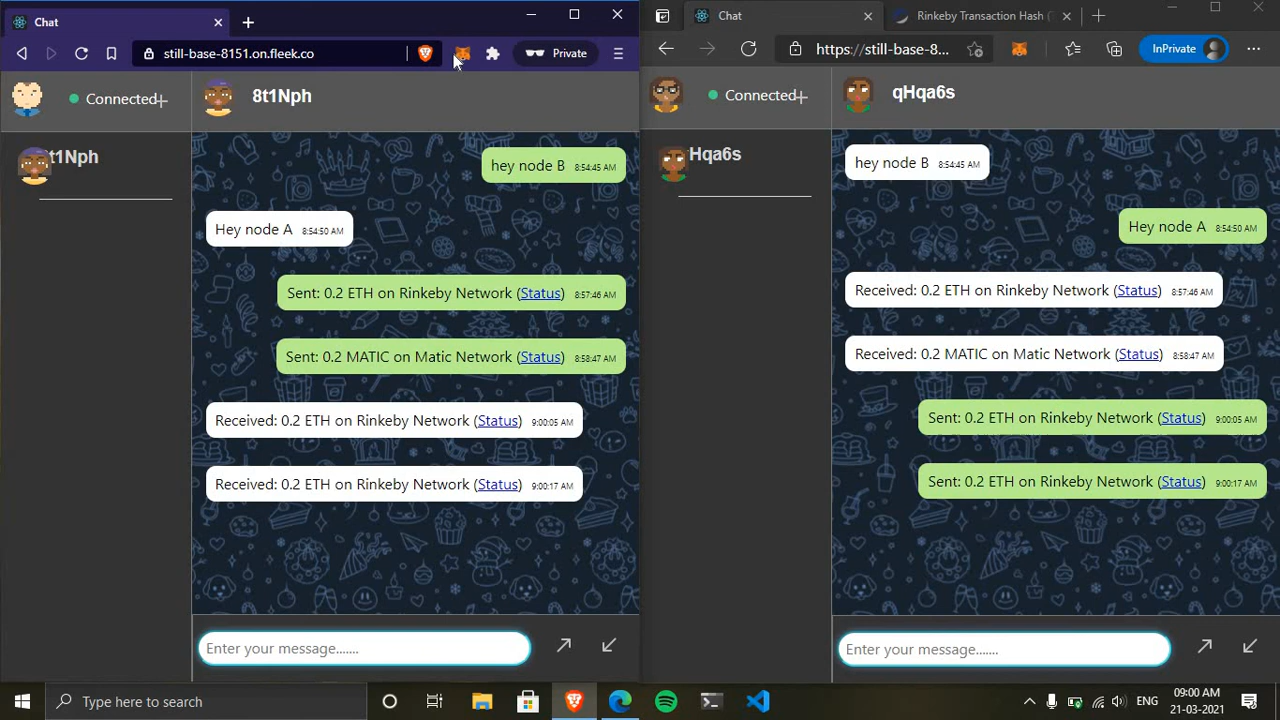 Chat
still-base-8151.on.fleek.co
Private
Connected
8t1Nph
t1Nph
hey node B 8:54:45 AM
Hey node A 8:54:50 AM
Sent: 0.2 ETH on Rinkeby Network (Status) 8:57:46 AM
Sent: 0.2 MATIC on Matic Network (Status) 8:58:47 AM
Received: 0.2 ETH on Rinkeby Network (Status) 9:00:05 AM
Received: 0.2 ETH on Rinkeby Network (Status) 9:00:17 AM
Enter your message.......
Chat
Rinkeby Transaction Hash (
https://still-base-8...
InPrivate
Connected
qHqa6s
Hqa6s
hey node B 8:54:45 AM
Hey node A 8:54:50 AM
Received: 0.2 ETH on Rinkeby Network (Status) 8:57:46 AM
Received: 0.2 MATIC on Matic Network (Status) 8:58:47 AM
Sent: 0.2 ETH on Rinkeby Network (Status) 9:00:05 AM
Sent: 0.2 ETH on Rinkeby Network (Status) 9:00:17 AM
Enter your message.......
Type here to search
ENG
09:00 AM
21-03-2021